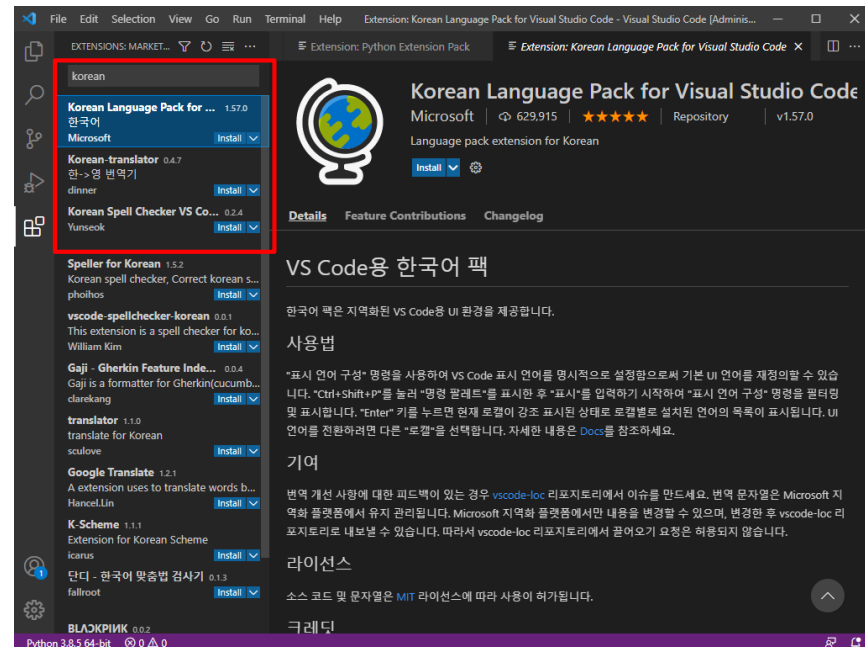 File Edit Selection View Go Run Terminal Help Extension: Korean Language Pack for Visual Studio Code - Visual Studio Code [Adminis...
EXTENSIONS: MARKET...
korean
Korean Language Pack for ... 1.57.0
한국어
Microsoft Install
Korean-translator 0.4.7
한->영 번역기
dinner Install
Korean Spell Checker VS Co... 0.2.4
Yunseok Install
Speller for Korean 1.5.2
Korean spell checker, Correct korean s...
phoihos Install
vscode-spellchecker-korean 0.0.1
This extension is a spell checker for ko...
William Kim Install
Gaji - Gherkin Feature Inde... 0.0.4
Gaji is a formatter for Gherkin(cucumb...
clarekang Install
translator 1.1.0
translate for Korean
sculove Install
Google Translate 1.2.1
A extension uses to translate words b...
Hancel.Lin Install
K-Scheme 1.1.1
Extension for Korean Scheme
icarus Install
단디 - 한국어 맞춤법 검사기 0.1.3
fallroot Install
BLΛƆKPIИK 0.0.2
Extension: Python Extension Pack
Extension: Korean Language Pack for Visual Studio Code
Korean Language Pack for Visual Studio Code
Microsoft 629,915 ★★★★★ Repository v1.57.0
Language pack extension for Korean
Install
Details Feature Contributions Changelog
VS Code용 한국어 팩
한국어 팩은 지역화된 VS Code용 UI 환경을 제공합니다.
사용법
"표시 언어 구성" 명령을 사용하여 VS Code 표시 언어를 명시적으로 설정함으로써 기본 UI 언어를 재정의할 수 있습
니다. "Ctrl+Shift+P"를 눌러 "명령 팔레트"를 표시한 후 "표시"를 입력하기 시작하여 "표시 언어 구성" 명령을 필터링
및 표시합니다. "Enter" 키를 누르면 현재 로캘이 강조 표시된 상태로 로캘별로 설치된 언어의 목록이 표시됩니다. UI
언어를 전환하려면 다른 "로캘"을 선택합니다. 자세한 내용은 Docs를 참조하세요.
기여
번역 개선 사항에 대한 피드백이 있는 경우 vscode-loc 리포지토리에서 이슈를 만드세요. 번역 문자열은 Microsoft 지
역화 플랫폼에서 유지 관리됩니다. Microsoft 지역화 플랫폼에서만 내용을 변경할 수 있으며, 변경한 후 vscode-loc 리
포지토리로 내보낼 수 있습니다. 따라서 vscode-loc 리포지토리에서 끌어오기 요청은 허용되지 않습니다.
라이선스
소스 코드 및 문자열은 MIT 라이선스에 따라 사용이 허가됩니다.
크레딧
1
Python 3.8.5 64-bit 0 0